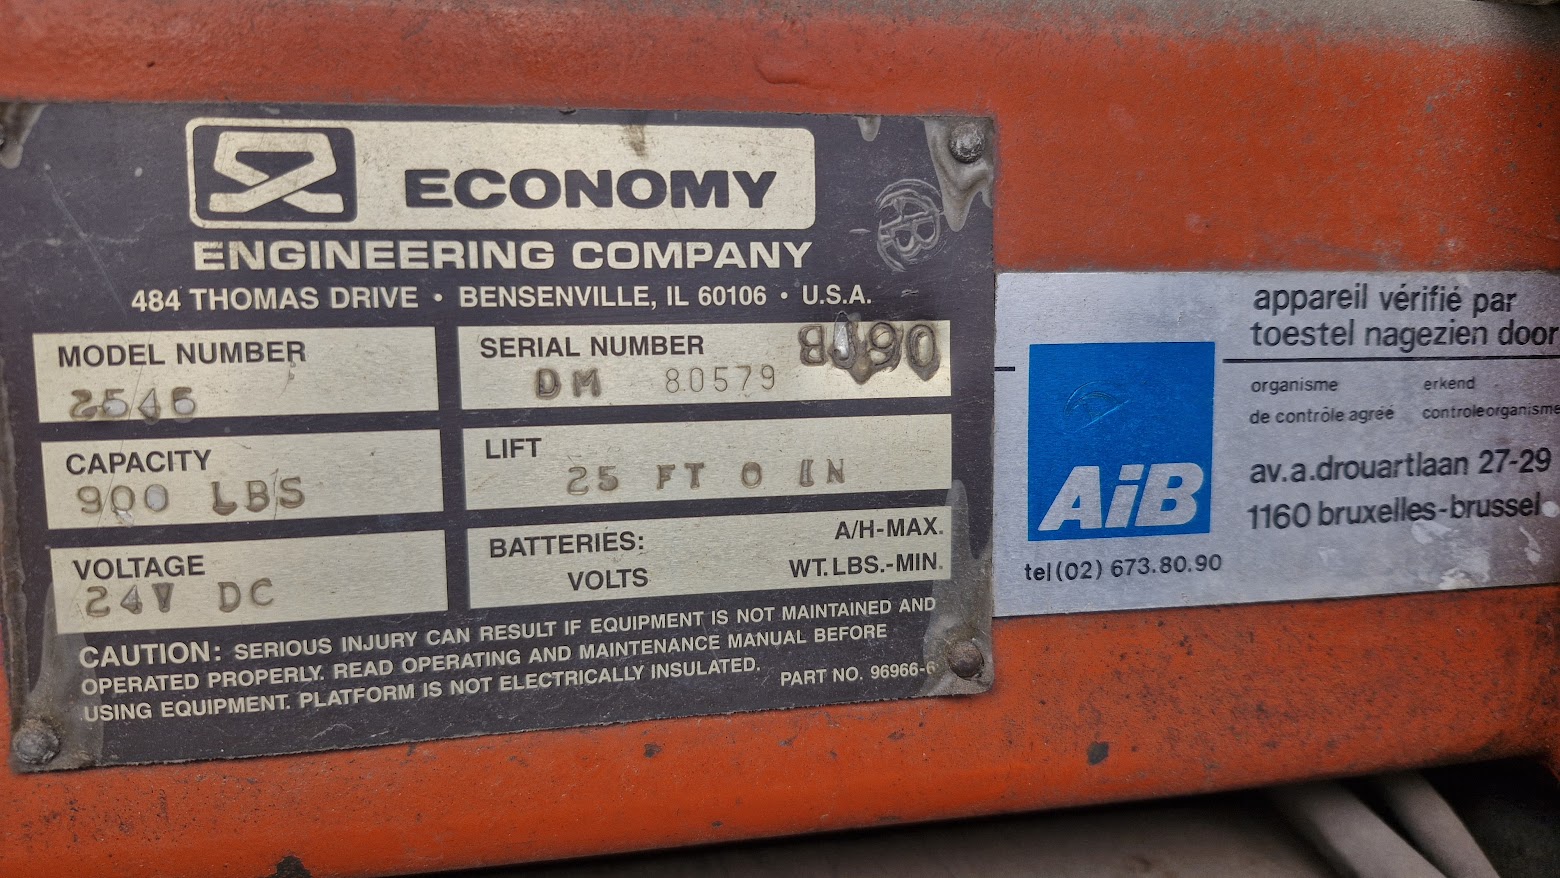 ECONOMY
ENGINEERING COMPANY
484 THOMAS DRIVE • BENSENVILLE, IL 60106 • U.S.A.
MODEL NUMBER
2546
SERIAL NUMBER
DM 80579
CAPACITY
900 LBS
LIFT
25 FT 0 IN
VOLTAGE
24V DC
BATTERIES:
A/H-MAX.
VOLTS
WT. LBS.-MIN.
CAUTION: SERIOUS INJURY CAN RESULT IF EQUIPMENT IS NOT MAINTAINED AND
OPERATED PROPERLY. READ OPERATING AND MAINTENANCE MANUAL BEFORE
USING EQUIPMENT. PLATFORM IS NOT ELECTRICALLY INSULATED.
PART NO. 96966-6
appareil vérifié par
toestel nagezien door
organisme
erkend
de contrôle agréé
controleorganisme
AiB
av.a.drouartlaan 27-29
1160 bruxelles-brussel
tel(02) 673.80.90